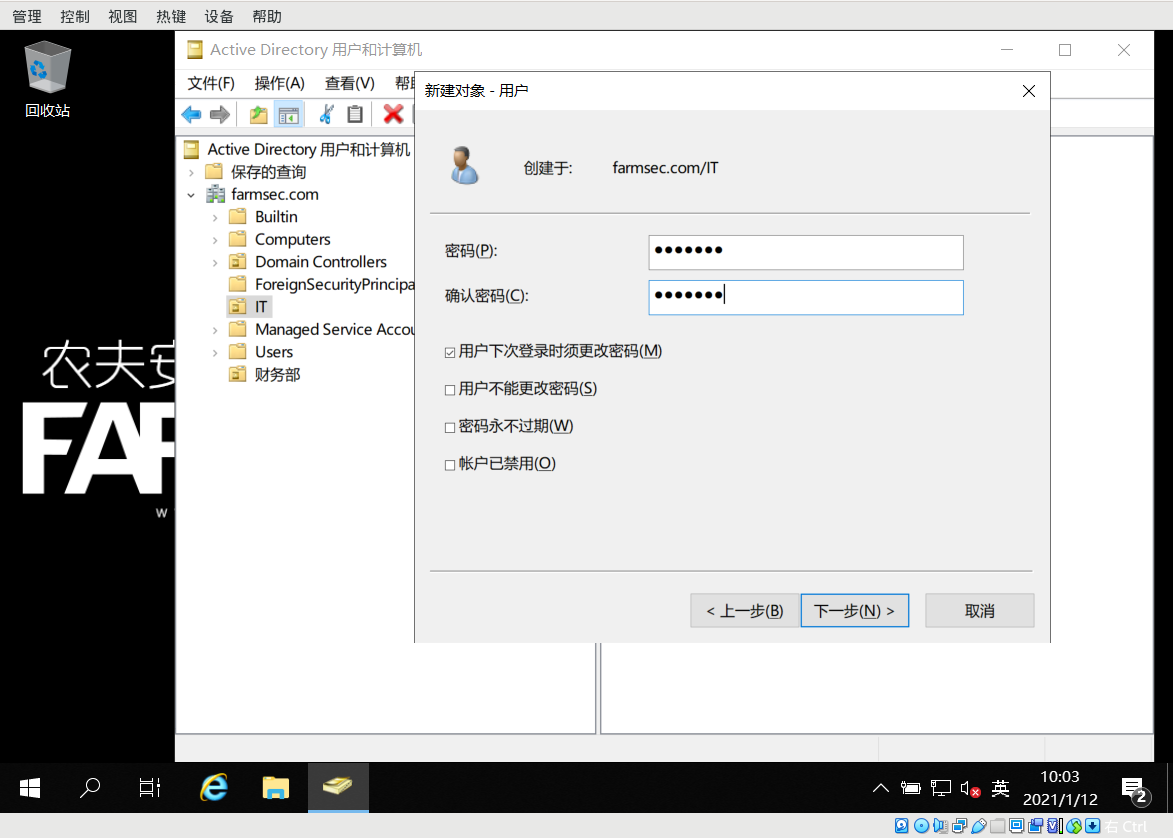 管理 控制 视图 热键 设备 帮助
回收站
Active Directory 用户和计算机
文件(F) 操作(A) 查看(V) 帮
新建对象 - 用户
Active Directory 用户和计算机
保存的查询
farmsec.com
Builtin
Computers
Domain Controllers
ForeignSecurityPrincipa
IT
Managed Service Accou
Users
财务部
创建于: farmsec.com/IT
密码(P):
确认密码(C):
用户下次登录时须更改密码(M)
用户不能更改密码(S)
密码永不过期(W)
帐户已禁用(O)
< 上一步(B) 下一步(N) > 取消
农夫安
FAR
w
英
10:03
2021/1/12
2
右 Ctrl